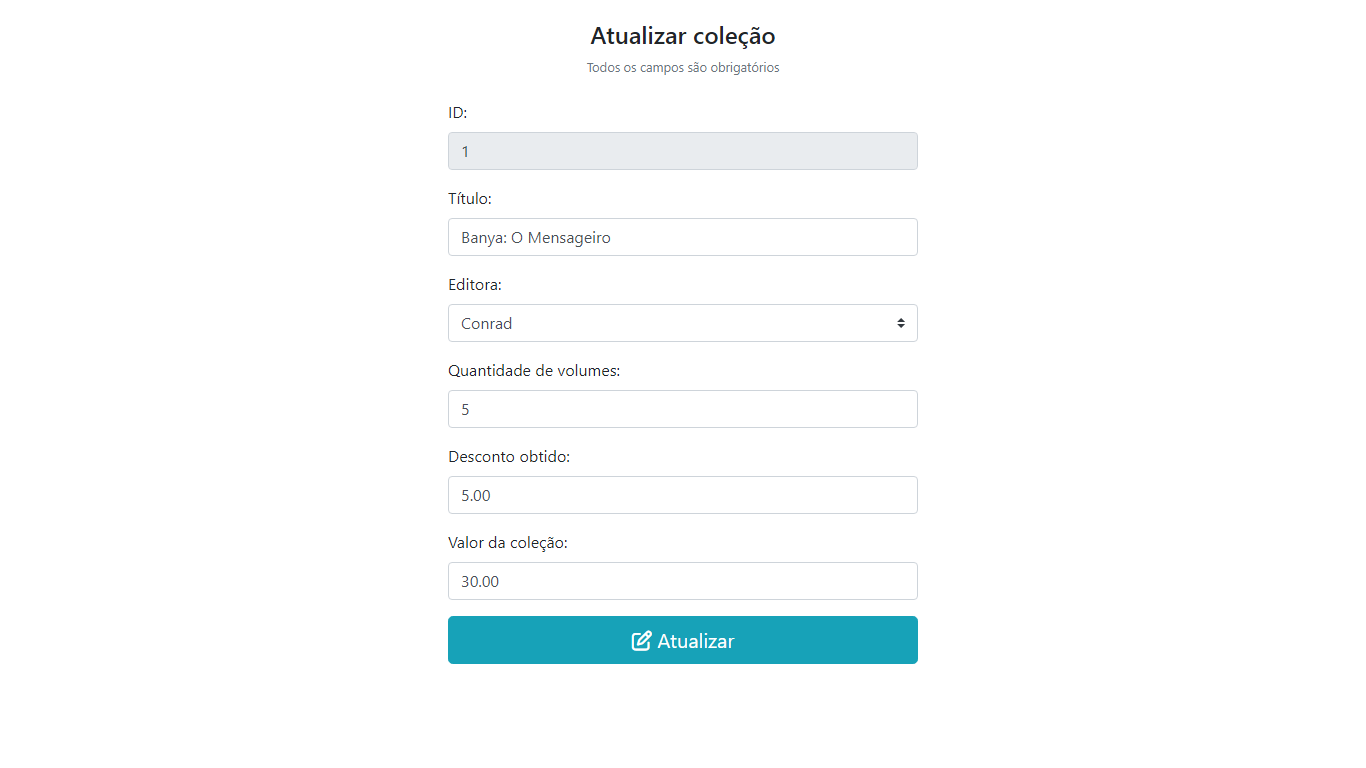 Atualizar coleção
Todos os campos são obrigatórios
ID:
1
Título:
Banya: O Mensageiro
Editora:
Conrad
Quantidade de volumes:
5
Desconto obtido:
5.00
Valor da coleção:
30.00
Atualizar